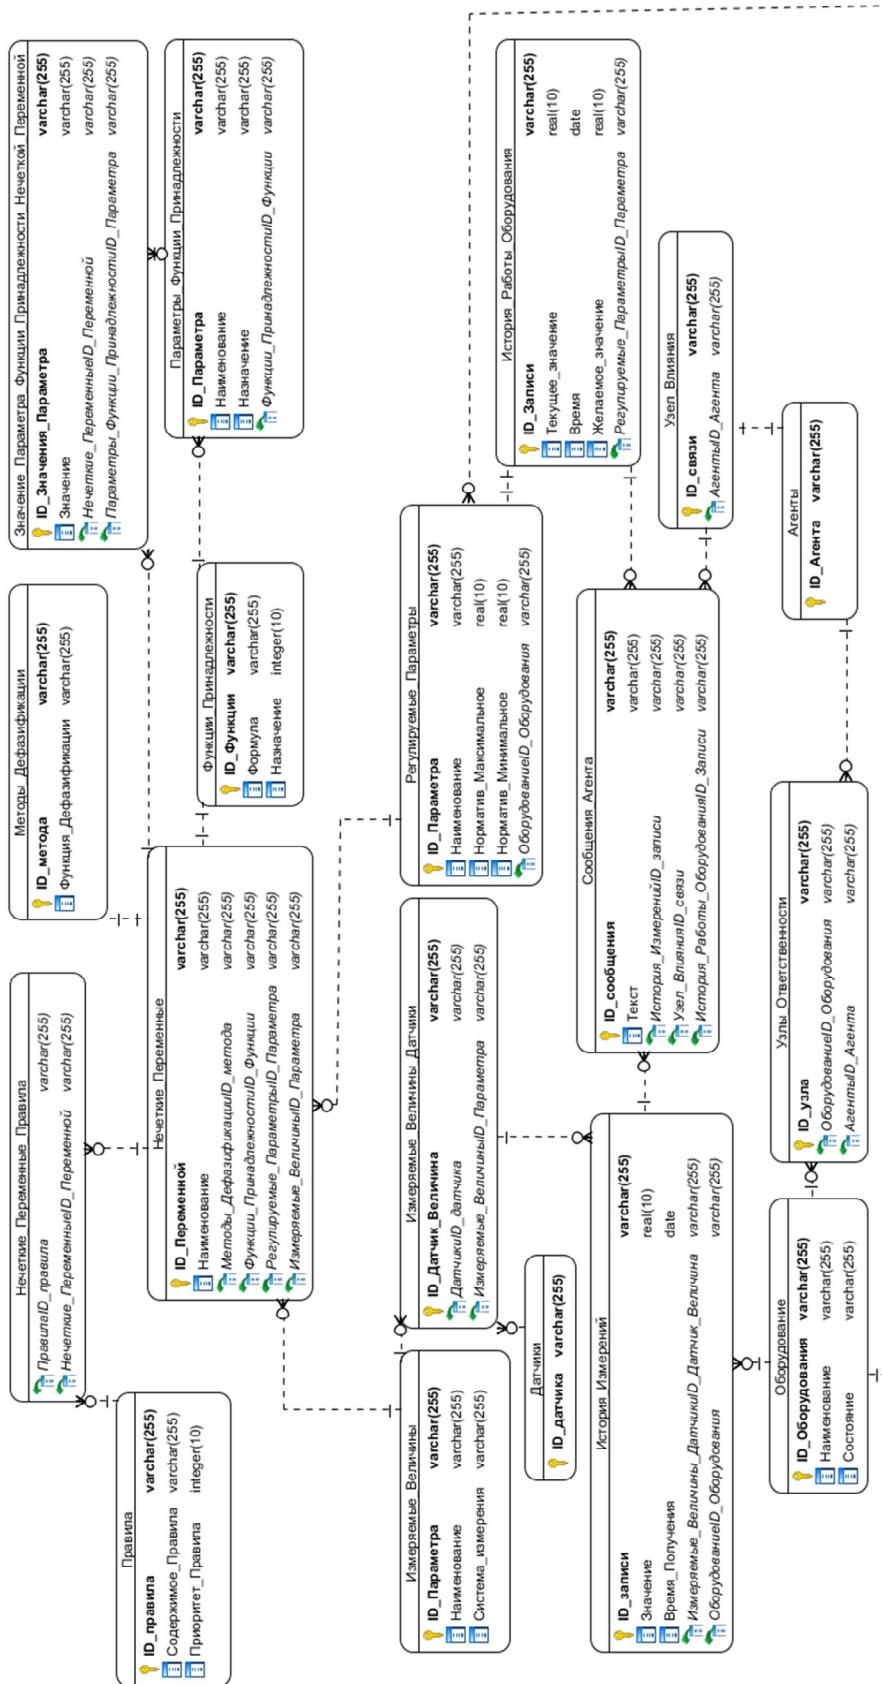 Правила
ID_правила varchar(255)
Содержимое_Правила varchar(255)
Приоритет_Правила integer(10)
Нечеткие_Переменные_Правила
ПравилаID_правила varchar(255)
Нечеткие_ПеременныеID_Переменной varchar(255)
Методы_Дефазификации
ID_метода varchar(255)
Функция_Дефазификации varchar(255)
Значение_Параметра_Функции_Принадлежности_Нечеткой_Переменной
ID_Значения_Параметра varchar(255)
Значение varchar(255)
Нечеткие_ПеременныеID_Переменной varchar(255)
Параметры_Функции_ПринадлежностиID_Параметра varchar(255)
Нечеткие_Переменные
ID_Переменной varchar(255)
Наименование varchar(255)
Методы_ДефазификацииID_метода varchar(255)
Функции_ПринадлежностиID_Функции varchar(255)
Регулируемые_ПараметрыID_Параметра varchar(255)
Измеряемые_ВеличиныID_Параметра varchar(255)
Функции_Принадлежности
ID_Функции varchar(255)
Формула varchar(255)
Назначение integer(10)
Параметры_Функции_Принадлежности
ID_Параметра varchar(255)
Наименование varchar(255)
Назначение varchar(255)
Функции_ПринадлежностиID_Функции varchar(255)
Измеряемые_Величины
ID_Параметра varchar(255)
Наименование varchar(255)
Система_измерения varchar(255)
Измеряемые_Величины_Датчики
ID_Датчик_Величина varchar(255)
ДатчикиID_датчика varchar(255)
Измеряемые_ВеличиныID_Параметра varchar(255)
Регулируемые_Параметры
ID_Параметра varchar(255)
Наименование varchar(255)
Норматив_Максимальное real(10)
Норматив_Минимальное real(10)
ОборудованиеID_Оборудования varchar(255)
История_Работы_Оборудования
ID_Записи varchar(255)
Текущее_значение real(10)
Время date
Желаемое_значение real(10)
Регулируемые_ПараметрыID_Параметра varchar(255)
Датчики
ID_датчика varchar(255)
История_Измерений
ID_записи varchar(255)
Значение real(10)
Время_Получения date
Измеряемые_Величины_ДатчикиID_Датчик_Величина varchar(255)
ОборудованиеID_Оборудования varchar(255)
Сообщения_Агента
ID_сообщения varchar(255)
Текст varchar(255)
История_ИзмеренийID_записи varchar(255)
Узел_ВлиянияID_связи varchar(255)
История_Работы_ОборудованияID_Записи varchar(255)
Узел_Влияния
ID_связи varchar(255)
АгентыID_Агента varchar(255)
Оборудование
ID_Оборудования varchar(255)
Наименование varchar(255)
Состояние varchar(255)
Узлы_Ответственности
ID_узла varchar(255)
ОборудованиеID_Оборудования varchar(255)
АгентыID_Агента varchar(255)
Агенты
ID_Агента varchar(255)